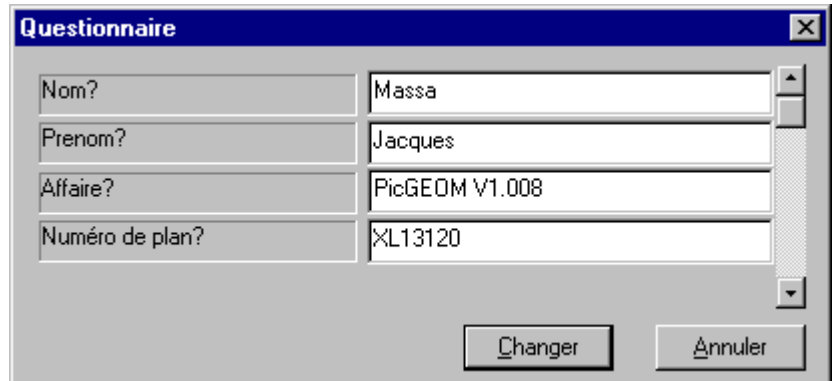 Questionnaire
Nom? Massa
Prenom? Jacques
Affaire? PicGEOM V1.008
Numéro de plan? XL13120
Changer Annuler